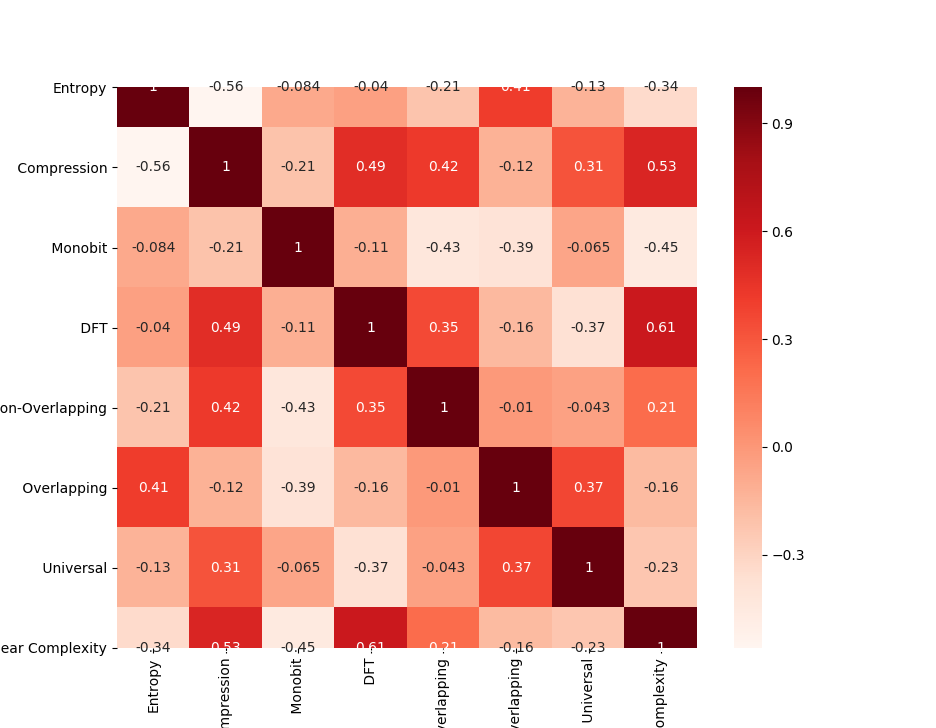 Entropy 1 -0.56 -0.084 -0.04 -0.21 0.41 -0.13 -0.34
Compression -0.56 1 -0.21 0.49 0.42 -0.12 0.31 0.53
Monobit -0.084 -0.21 1 -0.11 -0.43 -0.39 -0.065 -0.45
DFT -0.04 0.49 -0.11 1 0.35 -0.16 -0.37 0.61
on-Overlapping -0.21 0.42 -0.43 0.35 1 -0.01 -0.043 0.21
Overlapping 0.41 -0.12 -0.39 -0.16 -0.01 1 0.37 -0.16
Universal -0.13 0.31 -0.065 -0.37 -0.043 0.37 1 -0.23
ear Complexity -0.34 0.53 -0.45 0.61 0.21 -0.16 -0.23 1
Entropy
mpression
Monobit
DFT
verlapping
verlapping
Universal
omplexity
0.9
0.6
0.3
0.0
−0.3